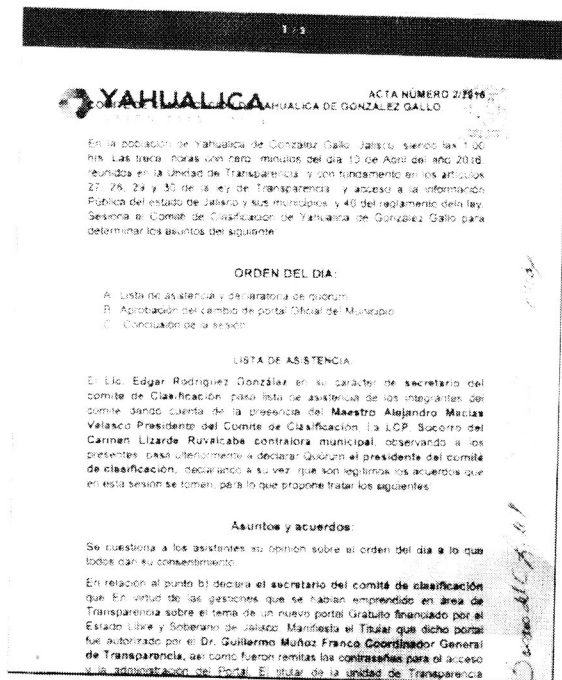 1 / 3
ACTA NÚMERO 2/2016
YAHUALICA
YAHUALICA DE GONZALEZ GALLO
En la población de Yahualica de González Gallo, Jalisco, siendo las 1:00
hrs. Las trece horas con cero minutos del día 13 de Abril del año 2016,
reunidos en la Unidad de Transparencia y con fundamento en los artículos
27, 28, 29 y 30 de la ley de Transparencia y acceso a la información
Pública del estado de Jalisco y sus municipios y 46 del reglamento de la ley.
Sesiona el Comité de Clasificación de Yahualica de González Gallo para
determinar los asuntos del siguiente
ORDEN DEL DIA:
A. Lista de asistencia y declaratoria de quórum
B. Aprobación del cambio de portal Oficial del Municipio
C. Conclusión de la sesión
LISTA DE ASISTENCIA
El Lic. Edgar Rodríguez González en su carácter de secretario del
comité de Clasificación, pasa lista de asistencia de los integrantes del
comité dando cuenta de la presencia del Maestro Alejandro Macias
Velasco Presidente del Comité de Clasificación, La LCP. Socorro del
Carmen Lizarde Ruvalcaba contralora municipal, observando a los
presentes pasa ulteriormente a declarar Quórum el presidente del comité
de clasificación, declarando a su vez que son legítimos los acuerdos que
en esta sesión se tomen, para lo que propone tratar los siguientes:
Asuntos y acuerdos:
Se cuestiona a los asistentes su opinión sobre el orden del día a lo que
todos dan su consentimiento.
En relación al punto b) declara el secretario del comité de clasificación
que En virtud de las gestiones que se habían emprendido en área de
Transparencia sobre el tema de un nuevo portal Gratuito financiado por el
Estado Libre y Soberano de Jalisco. Manifiesta el Titular que dicho portal
fue autorizado por el Dr. Guillermo Muñoz Franco Coordinador General
de Transparencia, así como fueron remitas las contraseñas para el acceso
y la administración del Portal. El titular de la unidad de Transparencia